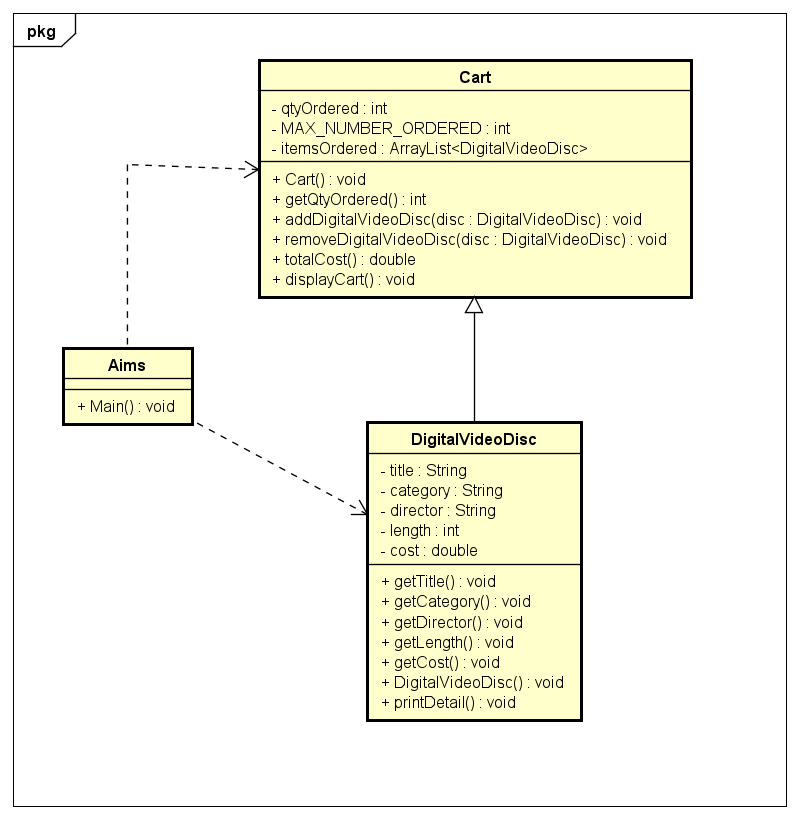 pkg
Cart
- qtyOrdered : int
- MAX_NUMBER_ORDERED : int
- itemsOrdered : ArrayList<DigitalVideoDisc>
+ Cart() : void
+ getQtyOrdered() : int
+ addDigitalVideoDisc(disc : DigitalVideoDisc) : void
+ removeDigitalVideoDisc(disc : DigitalVideoDisc) : void
+ totalCost() : double
+ displayCart() : void
Aims
+ Main() : void
DigitalVideoDisc
- title : String
- category : String
- director : String
- length : int
- cost : double
+ getTitle() : void
+ getCategory() : void
+ getDirector() : void
+ getLength() : void
+ getCost() : void
+ DigitalVideoDisc() : void
+ printDetail() : void